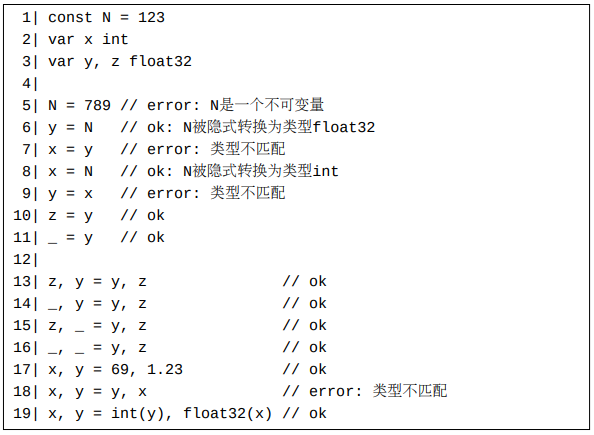 1| const N = 123
2| var x int
3| var y, z float32
4|
5| N = 789 // error: N是一个不可变量
6| y = N   // ok: N被隐式转换为类型float32
7| x = y   // error: 类型不匹配
8| x = N   // ok: N被隐式转换为类型int
9| y = x   // error: 类型不匹配
10| z = y   // ok
11| _ = y   // ok
12|
13| z, y = y, z               // ok
14| _, y = y, z               // ok
15| z, _ = y, z               // ok
16| _, _ = y, z               // ok
17| x, y = 69, 1.23           // ok
18| x, y = y, x               // error: 类型不匹配
19| x, y = int(y), float32(x) // ok